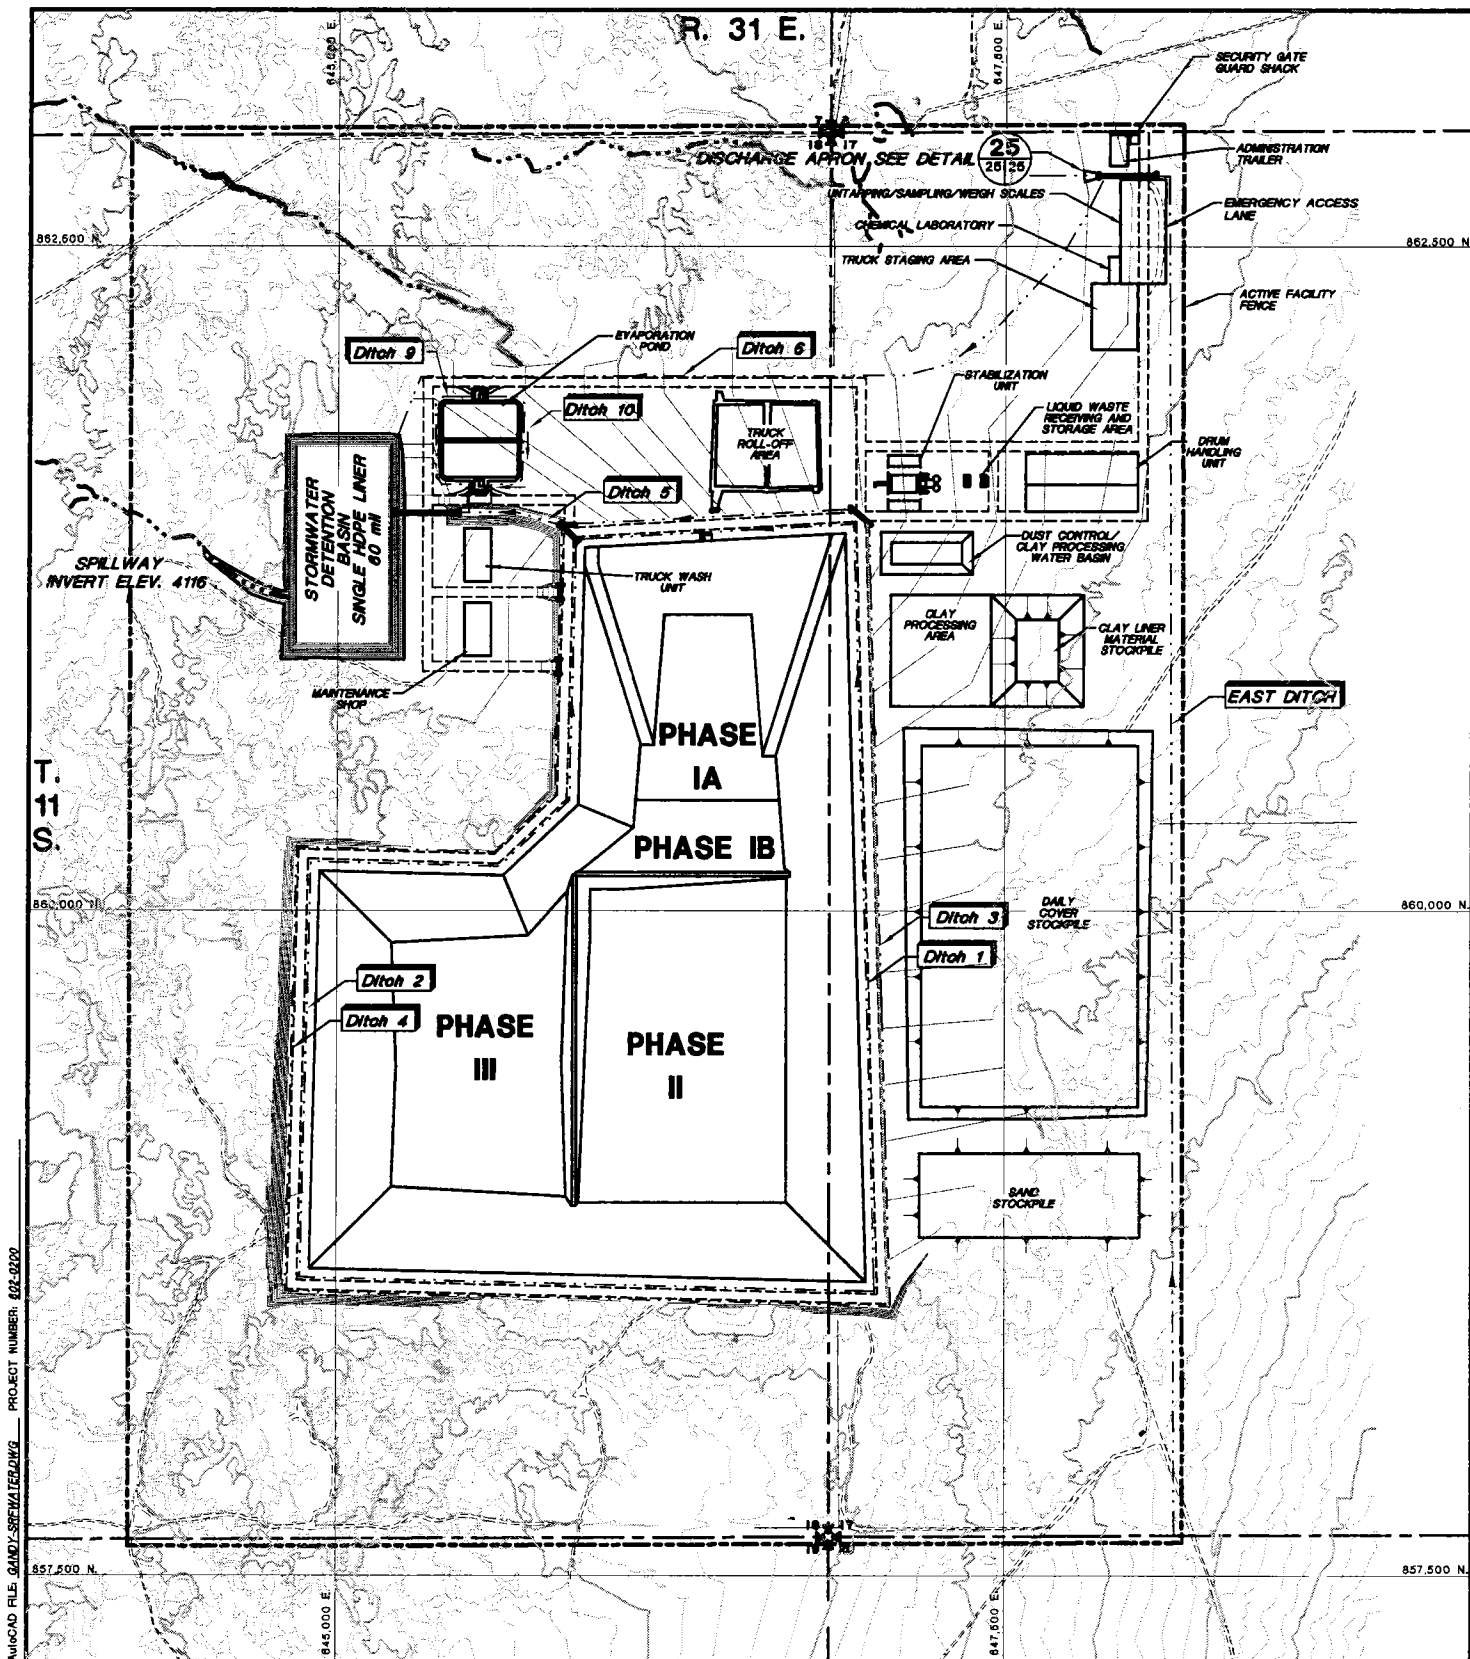 R. 31 E.
645,000 E.
647,500 E.
SECURITY GATE
GUARD SHACK
18 17
DISCHARGE APRON SEE DETAIL
25
25 25
ADMINISTRATION
TRAILER
UNTARPING/SAMPLING/WEIGH SCALES
EMERGENCY ACCESS
LANE
CHEMICAL LABORATORY
862,500 N.
862,500 N.
TRUCK STAGING AREA
ACTIVE FACILITY
FENCE
EVAPORATION
POND
Ditch 9
Ditch 6
STABILIZATION
UNIT
Ditch 10
LIQUID WASTE
RECEIVING AND
STORAGE AREA
TRUCK
ROLL-OFF
AREA
DRUM
HANDLING
UNIT
Ditch 5
STORMWATER
DETENTION
BASIN
SINGLE HDPE LINER
60 mil
SPILLWAY
INVERT ELEV. 4116
DUST CONTROL/
CLAY PROCESSING
WATER BASIN
TRUCK WASH
UNIT
CLAY
PROCESSING
AREA
CLAY LINER
MATERIAL
STOCKPILE
MAINTENANCE
SHOP
EAST DITCH
PHASE
IA
T.
11
S.
PHASE IB
860,000 N.
860,000 N.
DAILY
COVER
STOCKPILE
Ditch 3
Ditch 1
Ditch 2
Ditch 4
PHASE
III
PHASE
II
SAND
STOCKPILE
18 17
857,500 N.
857,500 N.
645,000 E.
647,500 E.
AutoCAD FILE: GANDY-SRFWATER.DWG PROJECT NUMBER: 602-0200